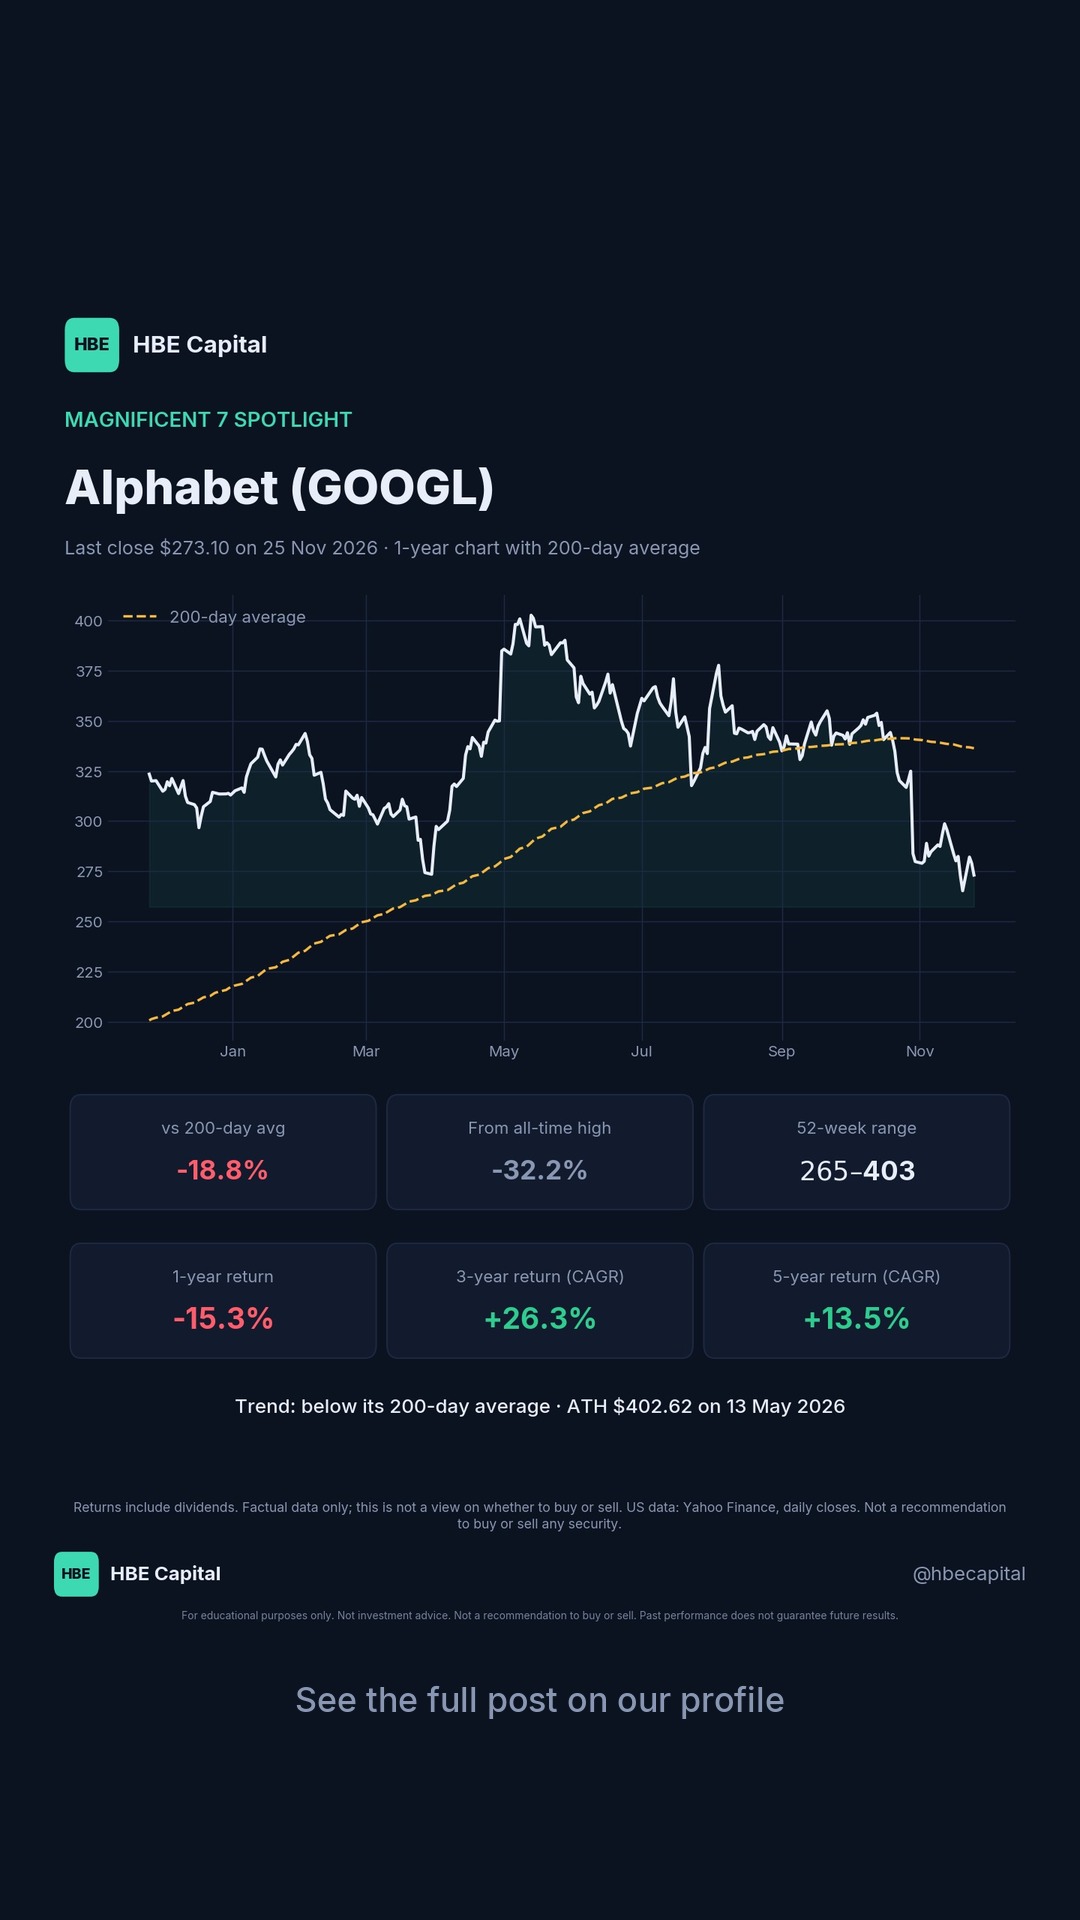 HBE HBE Capital
MAGNIFICENT 7 SPOTLIGHT
Alphabet (GOOGL)
Last close $273.10 on 25 Nov 2026 · 1-year chart with 200-day average
200-day average
400
375
350
325
300
275
250
225
200
Jan Mar May Jul Sep Nov
vs 200-day avg From all-time high 52-week range
-18.8% -32.2% 265–403
1-year return 3-year return (CAGR) 5-year return (CAGR)
-15.3% +26.3% +13.5%
Trend: below its 200-day average · ATH $402.62 on 13 May 2026
Returns include dividends. Factual data only; this is not a view on whether to buy or sell. US data: Yahoo Finance, daily closes. Not a recommendation
to buy or sell any security.
HBE HBE Capital @hbecapital
For educational purposes only. Not investment advice. Not a recommendation to buy or sell. Past performance does not guarantee future results.
See the full post on our profile